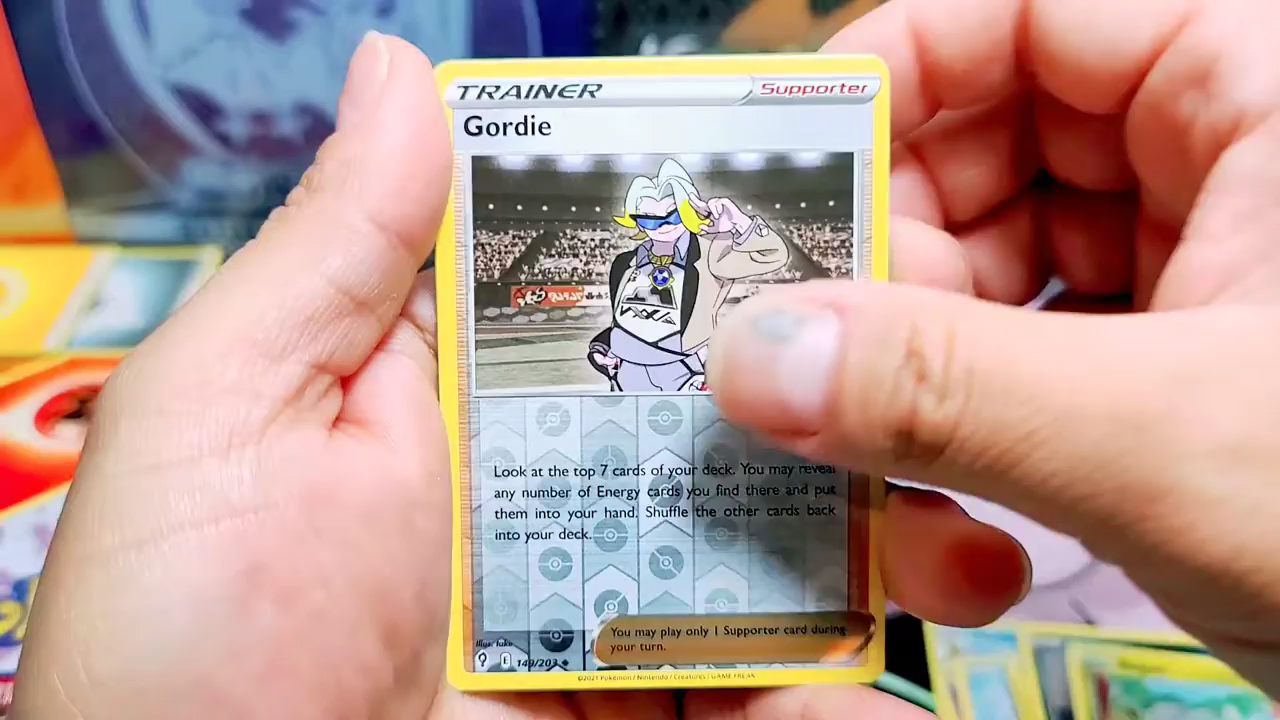 TRAINER
Supporter
Gordie
Look at the top 7 cards of your deck. You may reveal
any number of Energy cards you find there and put
them into your hand. Shuffle the other cards back
into your deck.
You may play only 1 Supporter card during
your turn.
E 149/203
©2021 Pokémon / Nintendo / Creatures / GAME FREAK